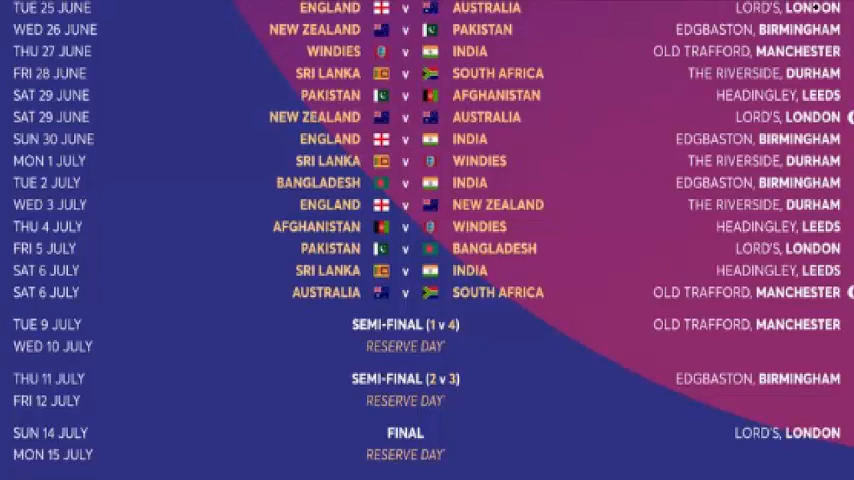 TUE 25 JUNE ENGLAND v AUSTRALIA LORD'S, LONDON
WED 26 JUNE NEW ZEALAND v PAKISTAN EDGBASTON, BIRMINGHAM
THU 27 JUNE WINDIES v INDIA OLD TRAFFORD, MANCHESTER
FRI 28 JUNE SRI LANKA v SOUTH AFRICA THE RIVERSIDE, DURHAM
SAT 29 JUNE PAKISTAN v AFGHANISTAN HEADINGLEY, LEEDS
SAT 29 JUNE NEW ZEALAND v AUSTRALIA LORD'S, LONDON
SUN 30 JUNE ENGLAND v INDIA EDGBASTON, BIRMINGHAM
MON 1 JULY SRI LANKA v WINDIES THE RIVERSIDE, DURHAM
TUE 2 JULY BANGLADESH v INDIA EDGBASTON, BIRMINGHAM
WED 3 JULY ENGLAND v NEW ZEALAND THE RIVERSIDE, DURHAM
THU 4 JULY AFGHANISTAN v WINDIES HEADINGLEY, LEEDS
FRI 5 JULY PAKISTAN v BANGLADESH LORD'S, LONDON
SAT 6 JULY SRI LANKA v INDIA HEADINGLEY, LEEDS
SAT 6 JULY AUSTRALIA v SOUTH AFRICA OLD TRAFFORD, MANCHESTER
TUE 9 JULY SEMI-FINAL (1 v 4) OLD TRAFFORD, MANCHESTER
WED 10 JULY RESERVE DAY
THU 11 JULY SEMI-FINAL (2 v 3) EDGBASTON, BIRMINGHAM
FRI 12 JULY RESERVE DAY
SUN 14 JULY FINAL LORD'S, LONDON
MON 15 JULY RESERVE DAY